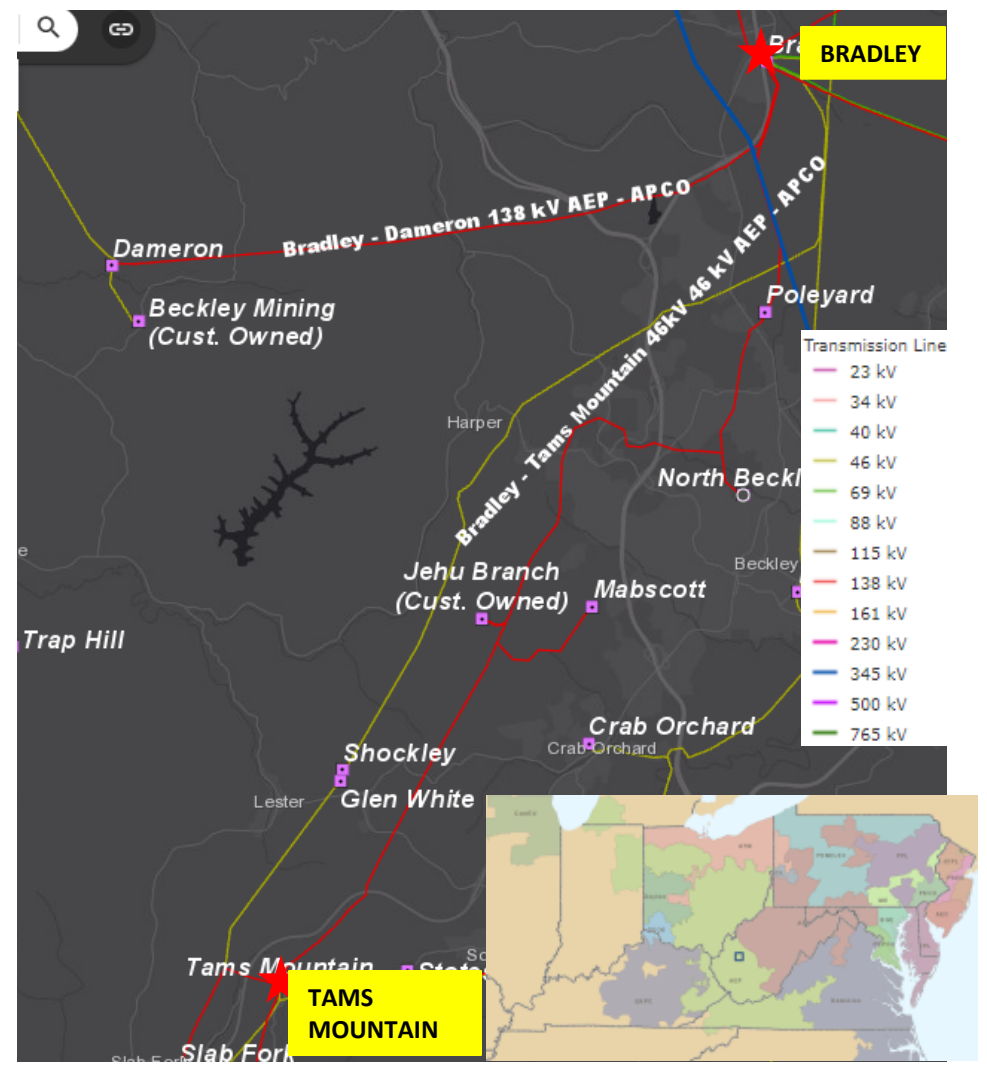 BRADLEY
Bradley - Dameron 138 kV AEP - APCO
Bradley - Tams Mountain 46kV 46 kV AEP - APCO
Dameron
Beckley Mining
(Cust. Owned)
Poleyard
Transmission Line
23 kV
34 kV
40 kV
46 kV
69 kV
88 kV
115 kV
138 kV
161 kV
230 kV
345 kV
500 kV
765 kV
Harper
North Beckl
Beckley
Jehu Branch
(Cust. Owned)
Mabscott
Trap Hill
Crab Orchard
Crab Orchard
Shockley
Glen White
Lester
Tams Mountain
TAMS
MOUNTAIN
Slab Fork